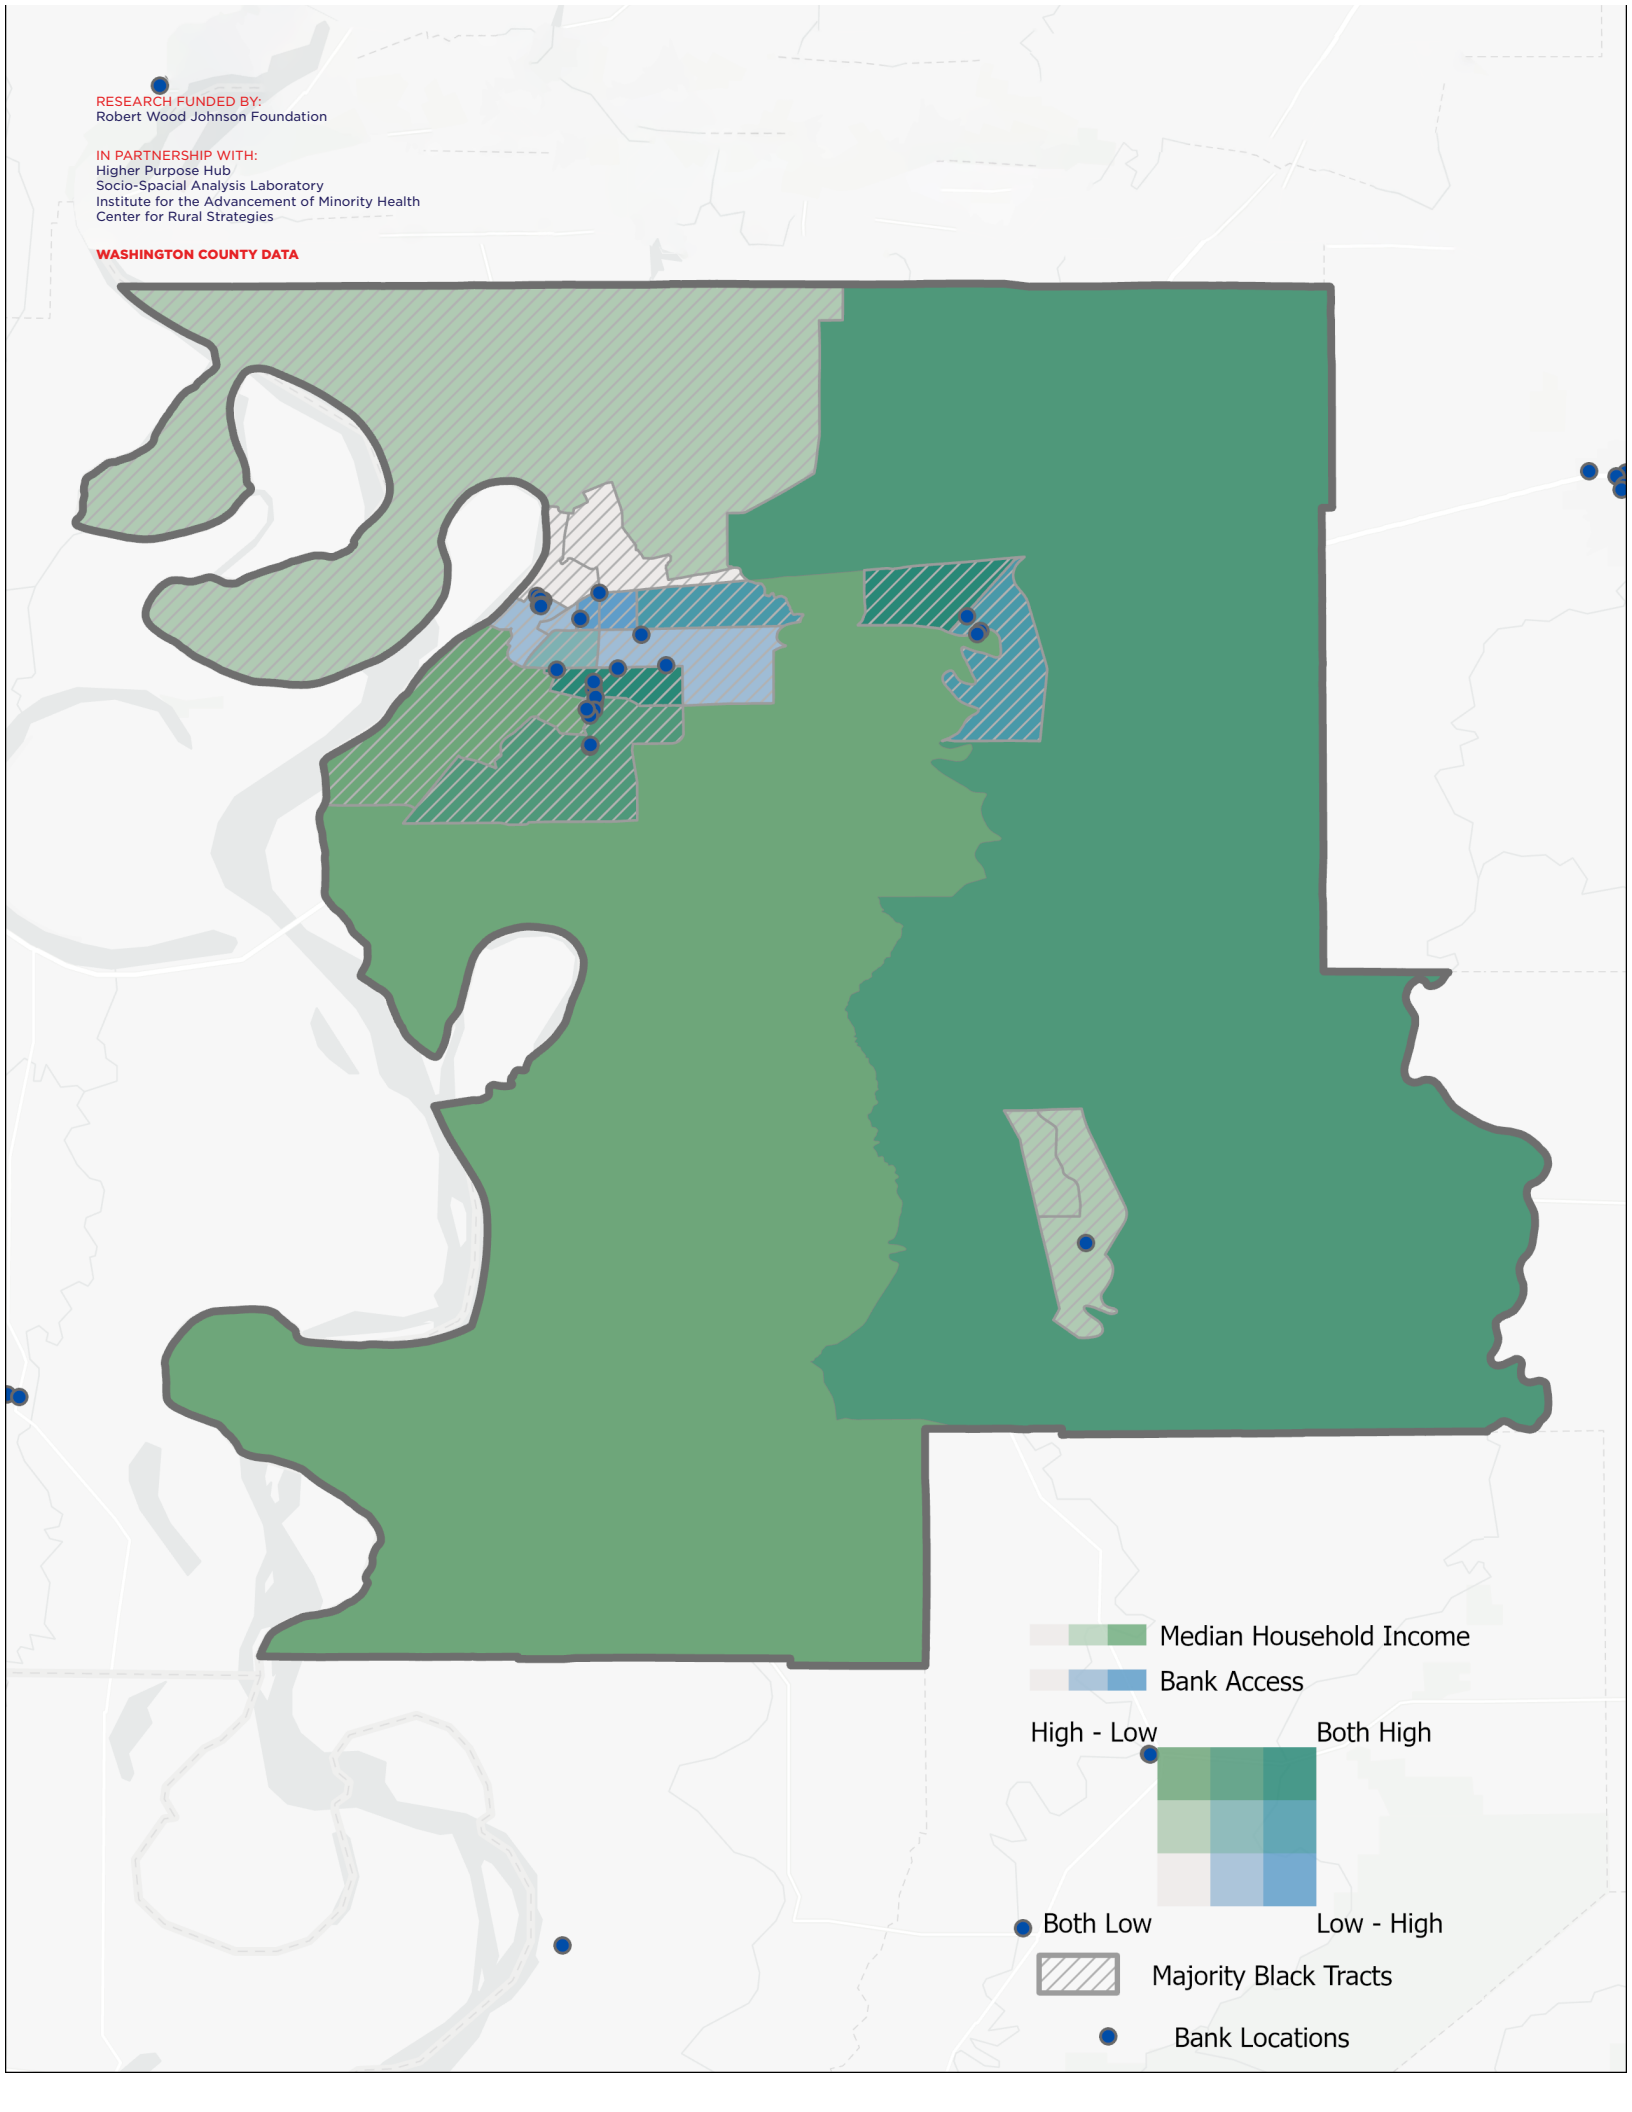 RESEARCH FUNDED BY:
Robert Wood Johnson Foundation
IN PARTNERSHIP WITH:
Higher Purpose Hub
Socio-Spacial Analysis Laboratory
Institute for the Advancement of Minority Health
Center for Rural Strategies
WASHINGTON COUNTY DATA
Median Household Income
Bank Access
High - Low
Both High
Both Low
Low - High
Majority Black Tracts
Bank Locations